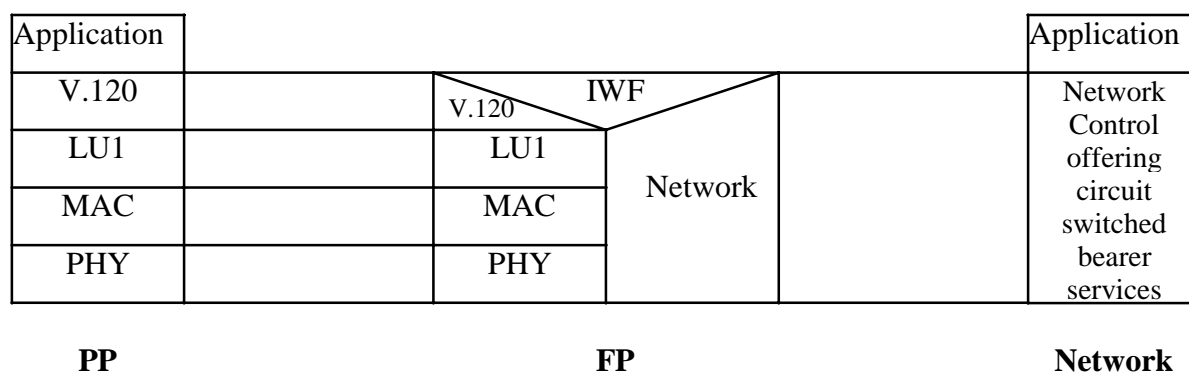 Application
Application
V.120
V.120
IWF
Network
Control
offering
circuit
switched
bearer
services
LU1
LU1
Network
MAC
MAC
PHY
PHY
PP
FP
Network